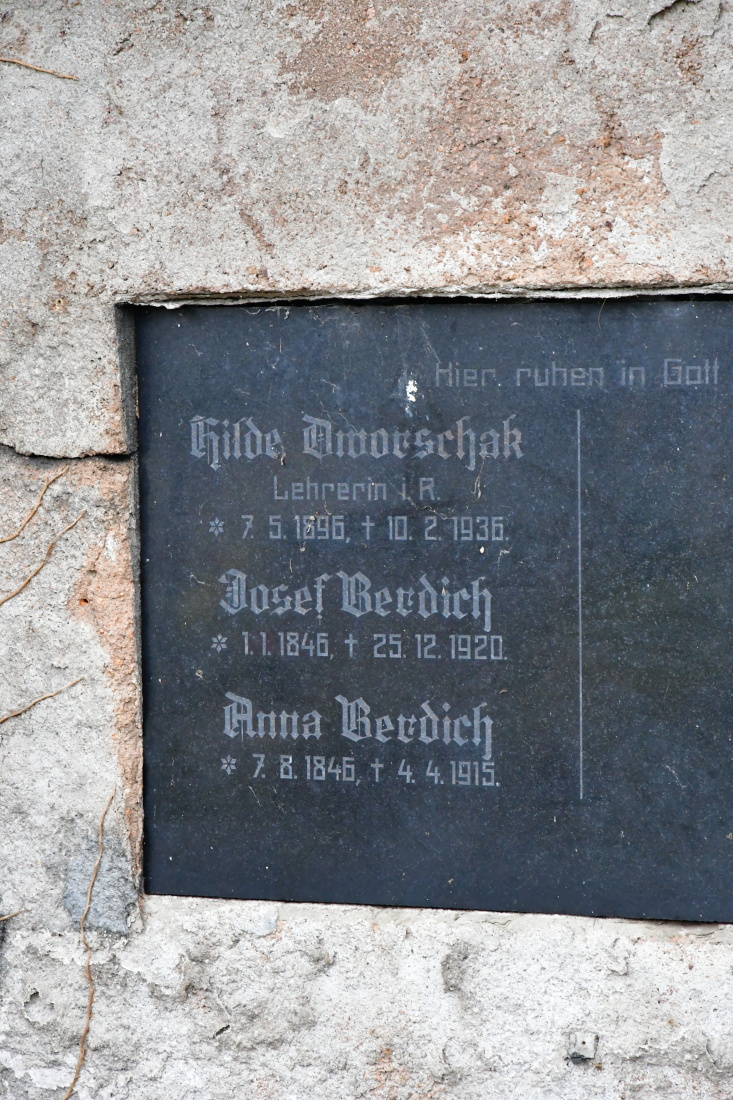 Hier ruhen in Gott
Hilde Dworschak
Lehrerin i. R.
* 7. 5. 1896, † 10. 2. 1936.
Josef Berdich
* 1. 1. 1846, † 25. 12. 1920.
Anna Berdich
* 7. 8. 1846, † 4. 4. 1915.